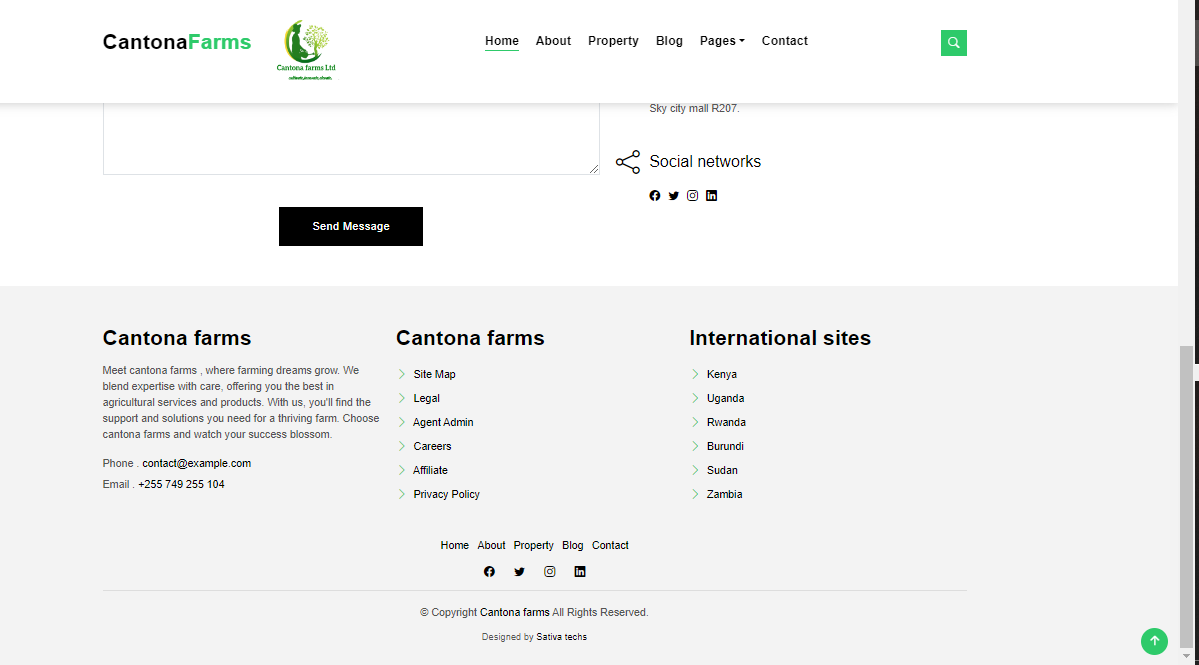 CantonaFarms
Cantona farms Ltd
Home About Property Blog Pages Contact
Sky city mall R207.
Social networks
Send Message
Cantona farms
Meet cantona farms , where farming dreams grow. We
blend expertise with care, offering you the best in
agricultural services and products. With us, you'll find the
support and solutions you need for a thriving farm. Choose
cantona farms and watch your success blossom.
Phone . contact@example.com
Email . +255 749 255 104
Cantona farms
Site Map
Legal
Agent Admin
Careers
Affiliate
Privacy Policy
International sites
Kenya
Uganda
Rwanda
Burundi
Sudan
Zambia
Home About Property Blog Contact
© Copyright Cantona farms All Rights Reserved.
Designed by Sativa techs